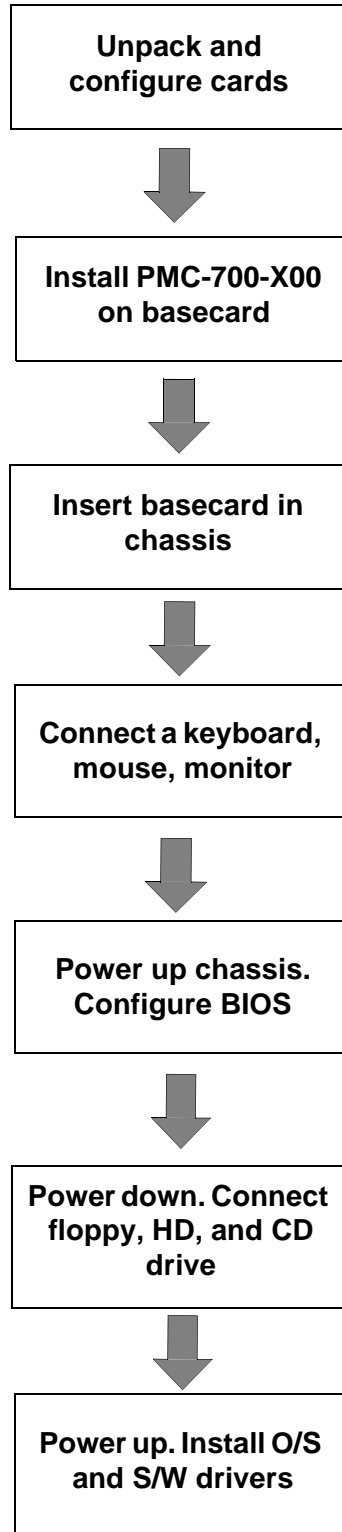 Unpack and
configure cards
Install PMC-700-X00
on basecard
Insert basecard in
chassis
Connect a keyboard,
mouse, monitor
Power up chassis.
Configure BIOS
Power down. Connect
floppy, HD, and CD
drive
Power up. Install O/S
and S/W drivers